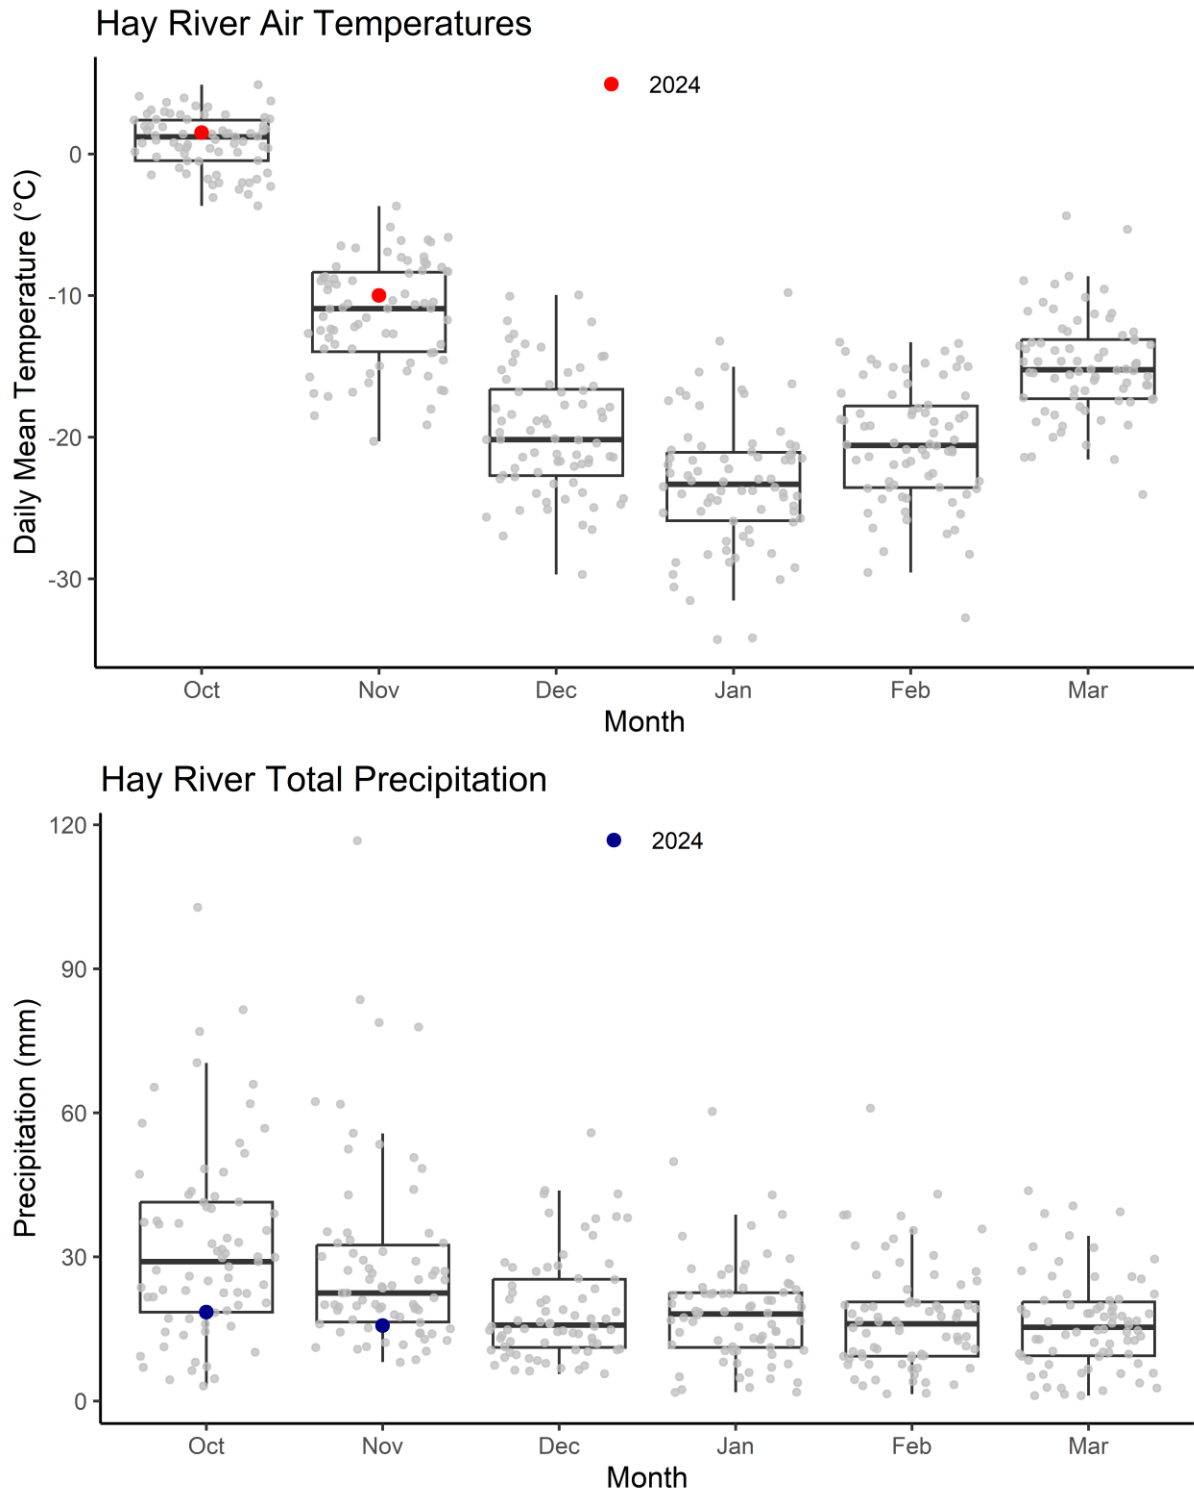 Hay River Air Temperatures
2024
Daily Mean Temperature (°C)
0
-10
-20
-30
Oct Nov Dec Jan Feb Mar
Month
Hay River Total Precipitation
2024
Precipitation (mm)
120
90
60
30
0
Oct Nov Dec Jan Feb Mar
Month